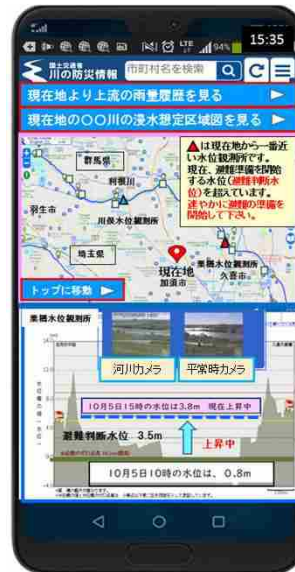 94%
15:35
国土交通省
川の防災情報
市町村名を検索
現在地より上流の雨量履歴を見る
現在地の〇〇川の浸水想定区域図を見る
▲は現在地から一番近い水位観測所です。
現在、避難準備を開始する水位(避難判断水位)を超えています。
速やかに避難の準備を開始して下さい。
群馬県
利根川
羽生市
川俣水位観測所
埼玉県
現在地
加須市
栗橋水位観測所
久喜市
トップに移動
栗橋水位観測所
河川カメラ
平常時カメラ
10月5日15時の水位は3.8m 現在上昇中
避難判断水位 3.5m
上昇中
10月5日10時の水位は、0.8m